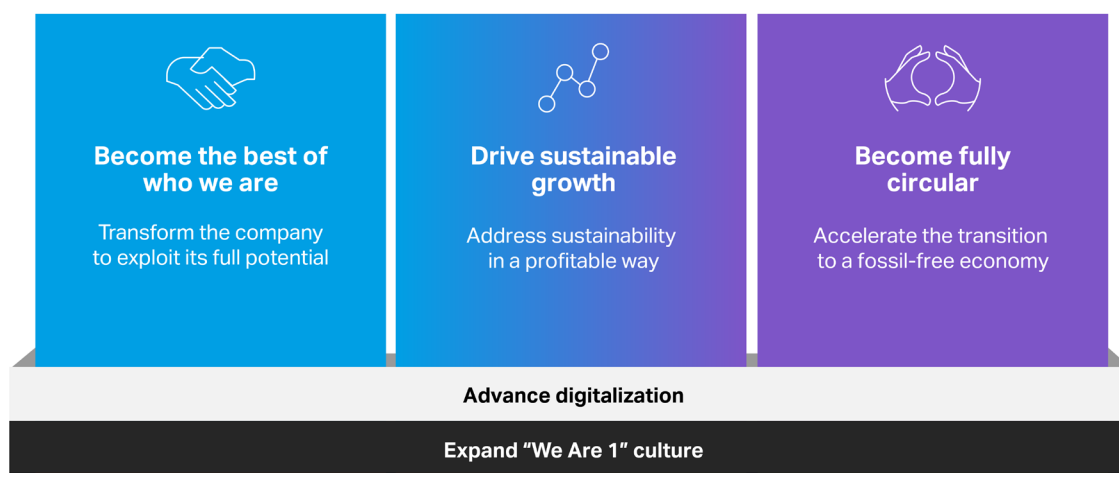 Become the best of
who we are
Transform the company
to exploit its full potential
Drive sustainable
growth
Address sustainability
in a profitable way
Become fully
circular
Accelerate the transition
to a fossil-free economy
Advance digitalization
Expand “We Are 1” culture